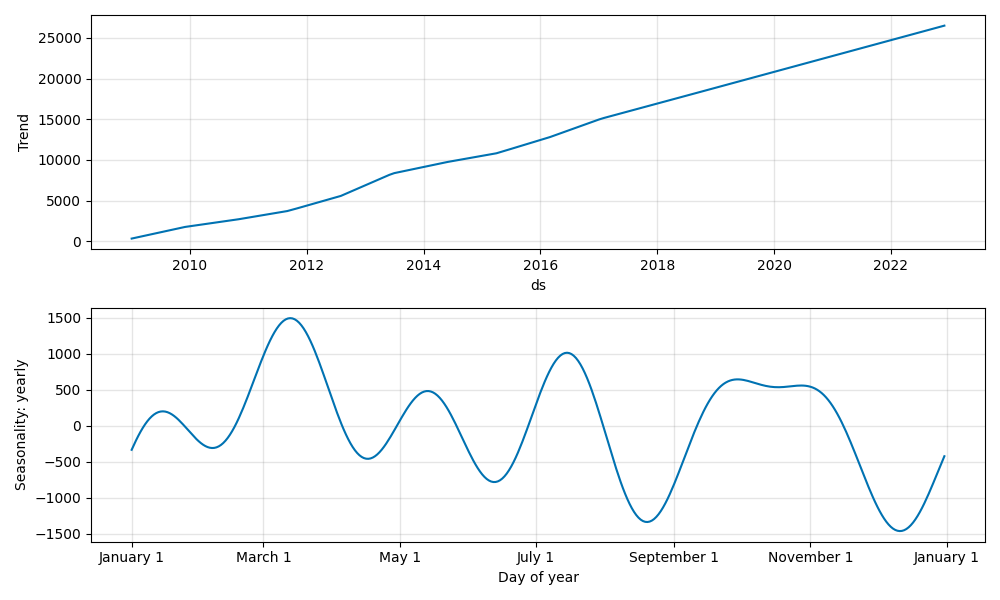 25000
20000
15000
10000
5000
0
Trend
2010 2012 2014 2016 2018 2020 2022
ds
1500
1000
500
0
−500
−1000
−1500
Seasonality: yearly
January 1 March 1 May 1 July 1 September 1 November 1 January 1
Day of year